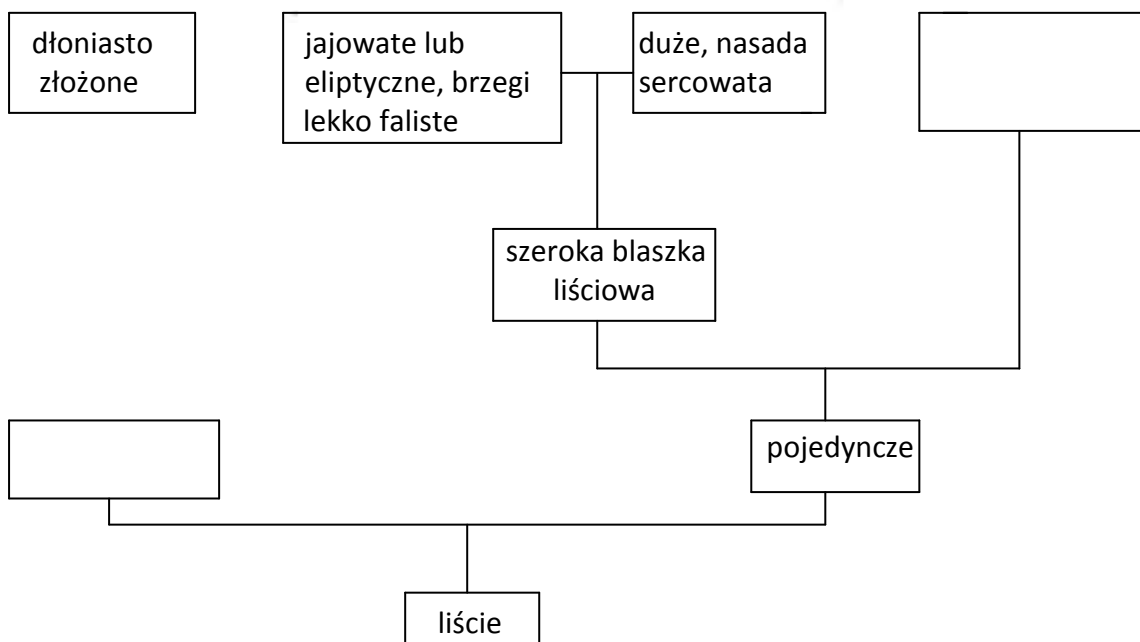 dłoniasto
złożone
jajowate lub
eliptyczne, brzegi
lekko faliste
duże, nasada
sercowata
szeroka blaszka
liściowa
pojedyncze
liście